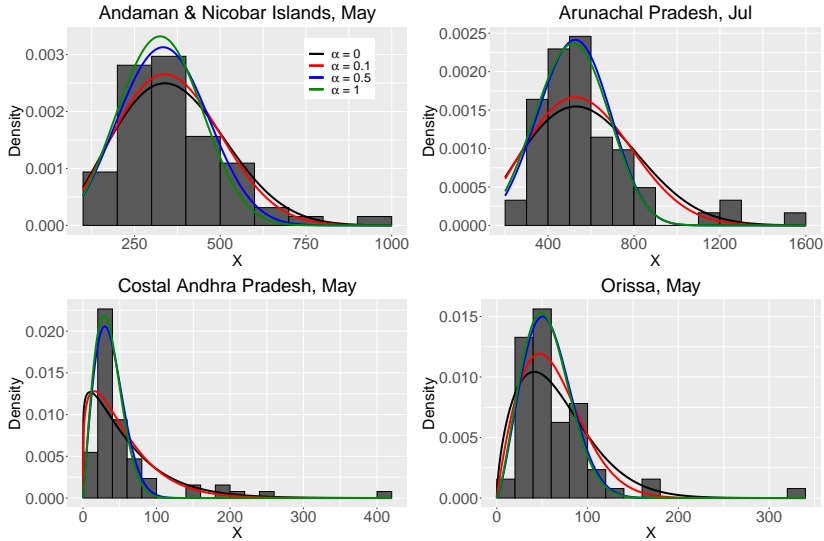 Andaman & Nicobar Islands, May
Density
0.003
0.002
0.001
0.000
α = 0
α = 0.1
α = 0.5
α = 1
250
500
750
1000
X
Arunachal Pradesh, Jul
Density
0.0025
0.0020
0.0015
0.0010
0.0005
0.0000
400
800
1200
1600
X
Costal Andhra Pradesh, May
Density
0.020
0.015
0.010
0.005
0.000
0
100
200
300
400
X
Orissa, May
Density
0.015
0.010
0.005
0.000
0
100
200
300
X